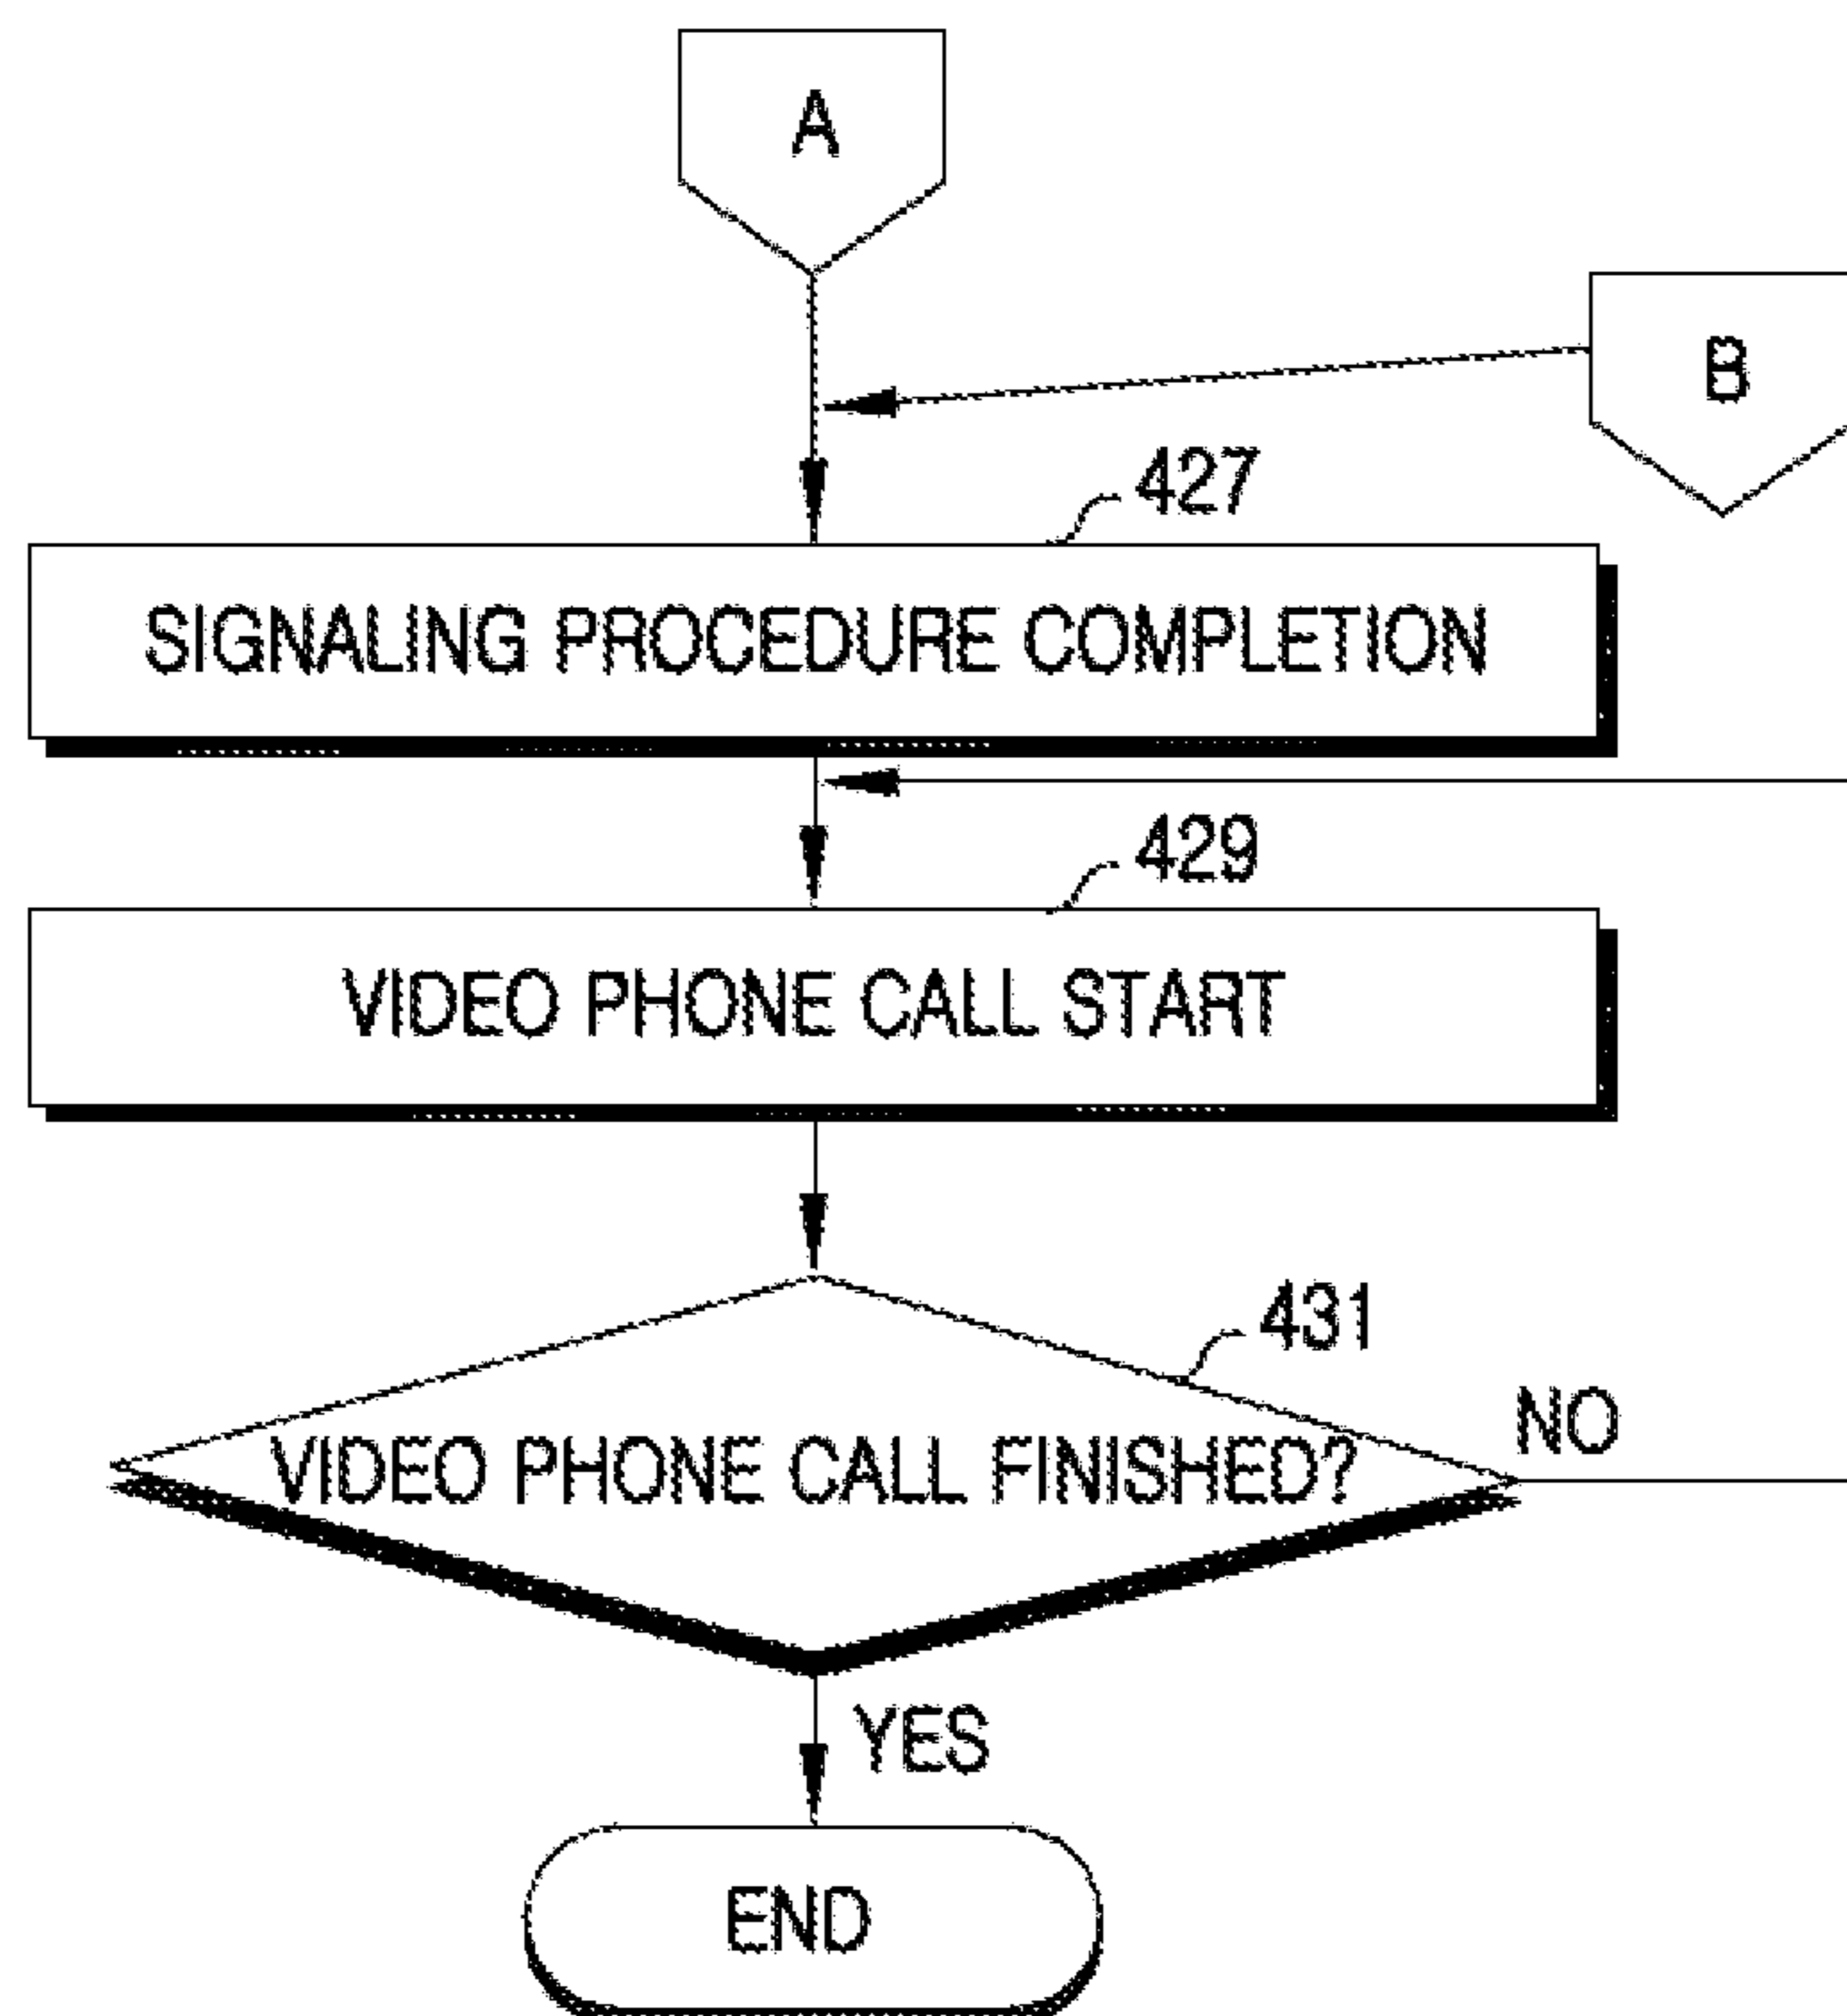 A
B
427
SIGNALING PROCEDURE COMPLETION
429
VIDEO PHONE CALL START
431
NO
VIDEO PHONE CALL FINISHED?
YES
END